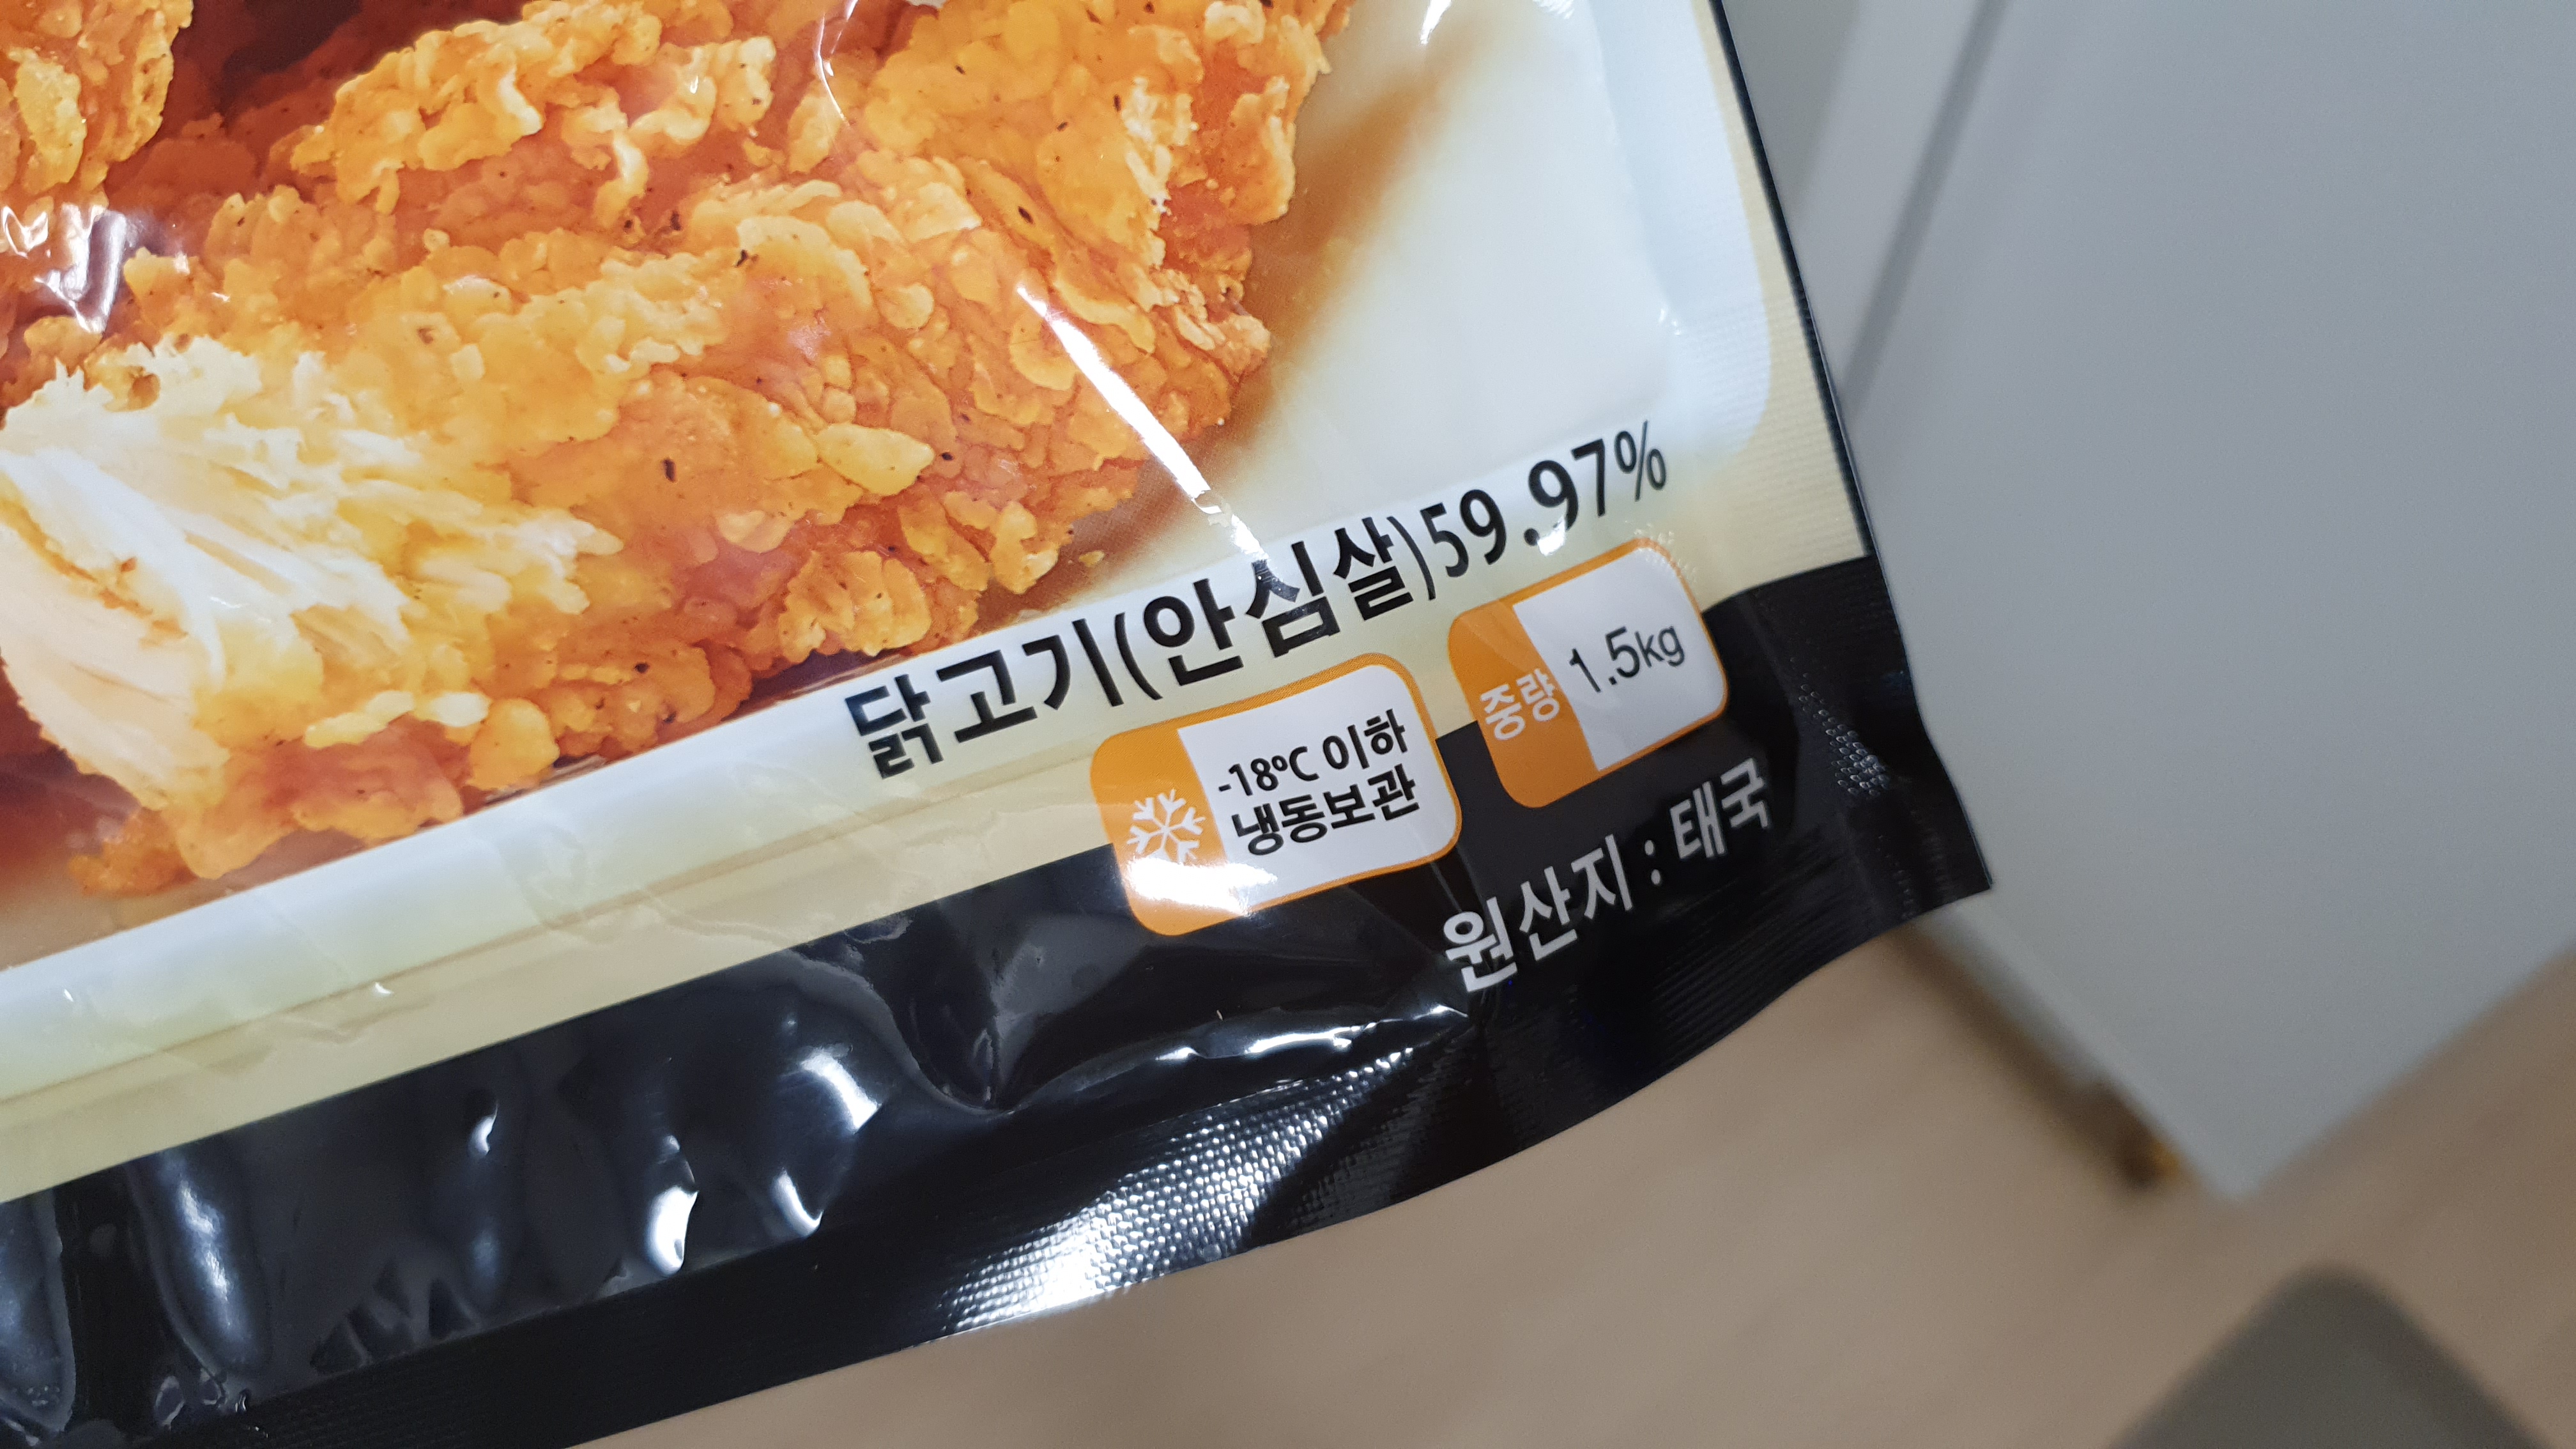 닭고기(안심살)59.97%
-18℃ 이하
냉동보관
중량 1.5kg
원산지 : 태국